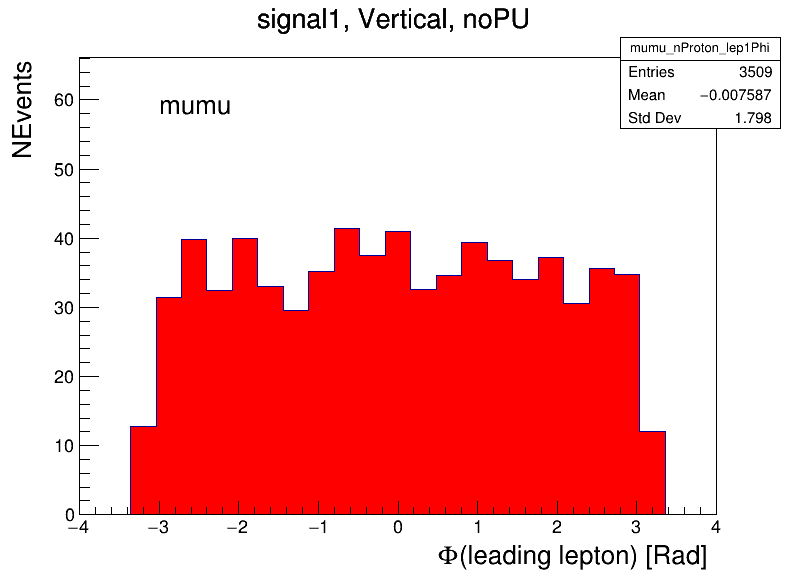 signal1, Vertical, noPU
mumu_nProton_lep1Phi
Entries 3509
Mean −0.007587
Std Dev 1.798
NEvents
mumu
60
50
40
30
20
10
0
−4 −3 −2 −1 0 1 2 3 4
Φ(leading lepton) [Rad]